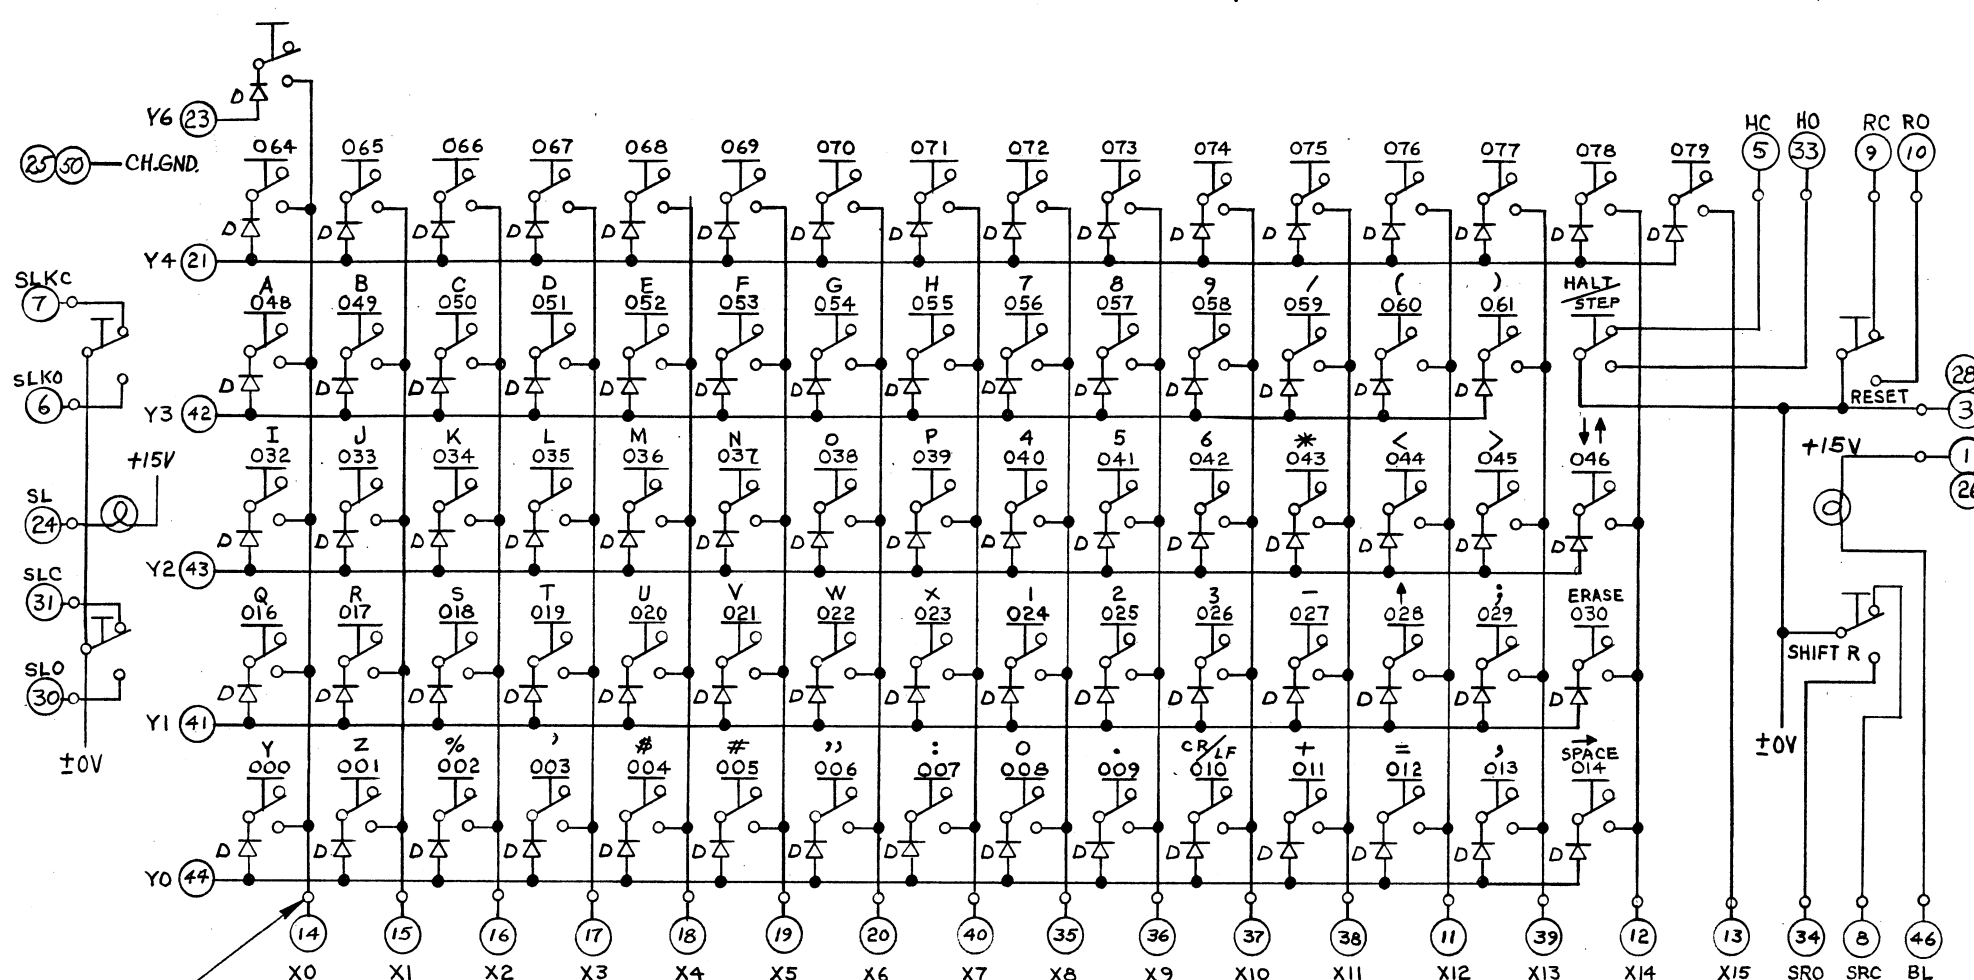 Y6 23
25 50 CH.GND.
HC HO RC RO
5 33 9 10
064 065 066 067 068 069 070 071 072 073 074 075 076 077 078 079
D D D D D D D D D D D D D D D D D
Y4 21
A B C D E F G H 7 8 9 / ( ) HALT/STEP
048 049 050 051 052 053 054 055 056 057 058 059 060 061
D D D D D D D D D D D D D D
Y3 42
SLKC
7
SLKO
6
RESET
28
3
I J K L M N O P 4 5 6 * < > ↓↑
032 033 034 035 036 037 038 039 040 041 042 043 044 045 046
D D D D D D D D D D D D D D D
Y2 43
+15V
SL
24
+15V
1
26
SLC
31
SLO
30
±0V
Q R S T U V W X 1 2 3 - ↑ ; ERASE
016 017 018 019 020 021 022 023 024 025 026 027 028 029 030
D D D D D D D D D D D D D D D
Y1 41
SHIFT R
±0V
Y Z % ' $ # " : 0 . CR/LF + = , → SPACE
000 001 002 003 004 005 006 007 008 009 010 011 012 013 014
D D D D D D D D D D D D D D D
Y0 44
14 15 16 17 18 19 20 40 35 36 37 38 11 39 12 13 34 8 46
X0 X1 X2 X3 X4 X5 X6 X7 X8 X9 X10 X11 X12 X13 X14 X15 SRO SRC BL